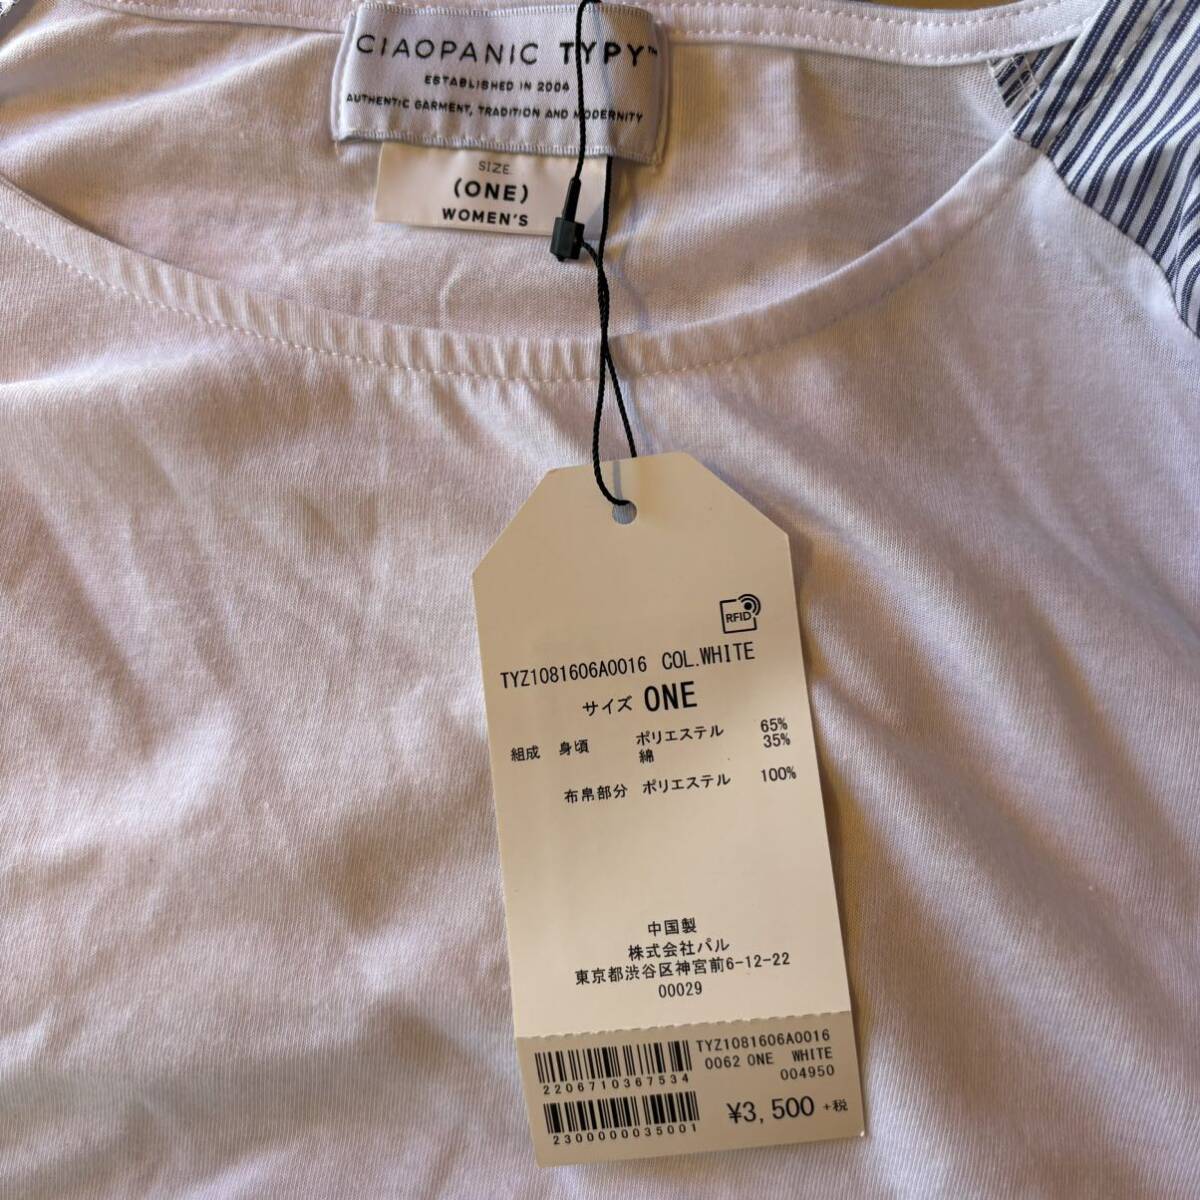 CIAOPANIC TYPY™
ESTABLISHED IN 2004
AUTHENTIC GARMENT, TRADITION AND MODERNITY
SIZE
(ONE)
WOMEN'S
RFID
TYZ1081606A0016 COL.WHITE
サイズ ONE
組成 身頃 ポリエステル 65%
綿 35%
布帛部分 ポリエステル 100%
中国製
株式会社パル
東京都渋谷区神宮前6-12-22
00029
TYZ1081606A0016
0062 ONE WHITE
004950
2206710367534
¥3,500 +税
2300000035001